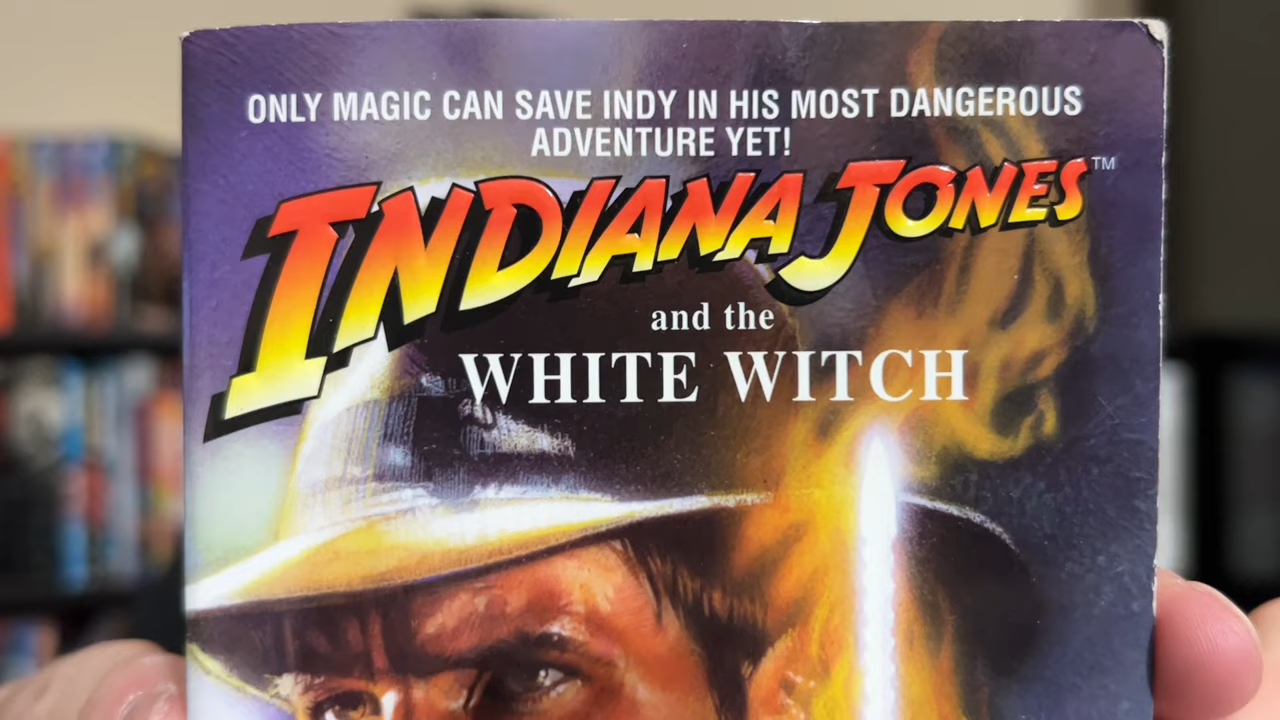 ONLY MAGIC CAN SAVE INDY IN HIS MOST DANGEROUS
ADVENTURE YET!
INDIANA JONES™
and the
WHITE WITCH